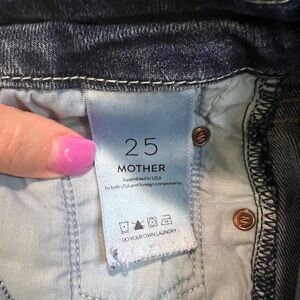 25
MOTHER
Assembled in USA
by both USA and foreign components
DO YOUR OWN LAUNDRY